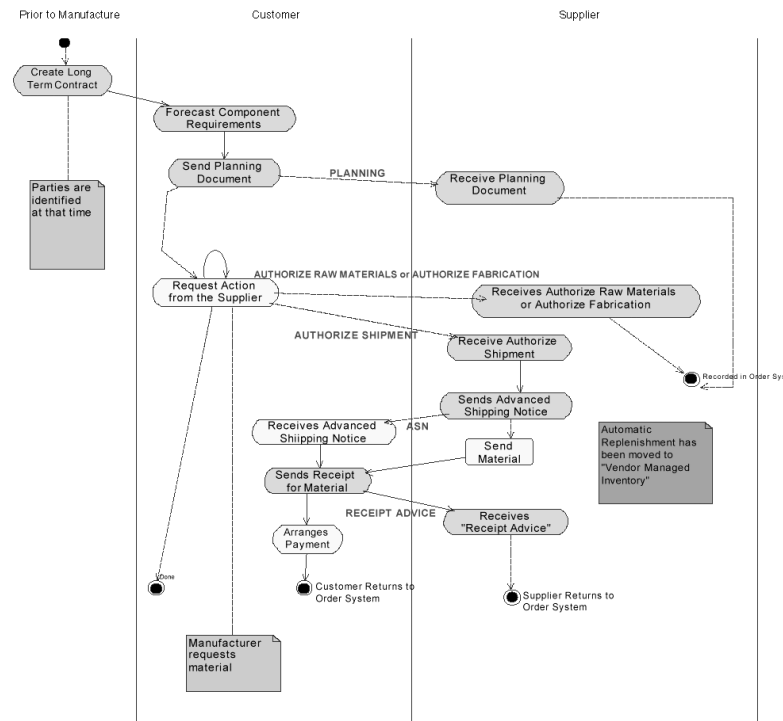 Prior to Manufacture
Customer
Supplier
Create Long
Term Contract
Forecast Component
Requirements
Send Planning
Document
PLANNING
Receive Planning
Document
Parties are
identified
at that time
Request Action
from the Supplier
AUTHORIZE RAW MATERIALS or AUTHORIZE FABRICATION
Receives Authorize Raw Materials
or Authorize Fabrication
AUTHORIZE SHIPMENT
Receive Authorize
Shipment
Recorded in Order Sys
Sends Advanced
Shipping Notice
Receives Advanced
Shiipping Notice
ASN
Send
Material
Automatic
Replenishment has
been moved to
"Vendor Managed
Inventory"
Sends Receipt
for Material
RECEIPT ADVICE
Receives
"Receipt Advice"
Arranges
Payment
Done
Customer Returns to
Order System
Supplier Returns to
Order System
Manufacturer
requests
material